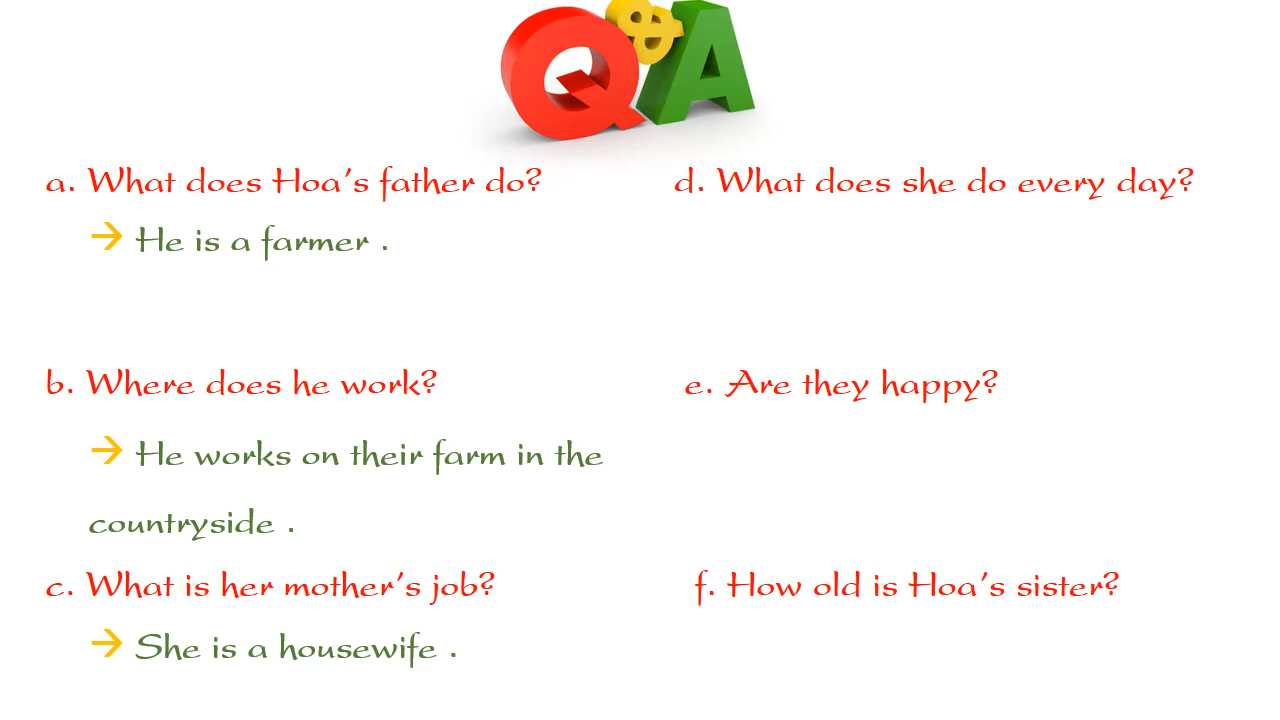 Q&A
a. What does Hoa's father do?
→ He is a farmer .
b. Where does he work?
→ He works on their farm in the
countryside .
c. What is her mother's job?
→ She is a housewife .
d. What does she do every day?
e. Are they happy?
f. How old is Hoa's sister?